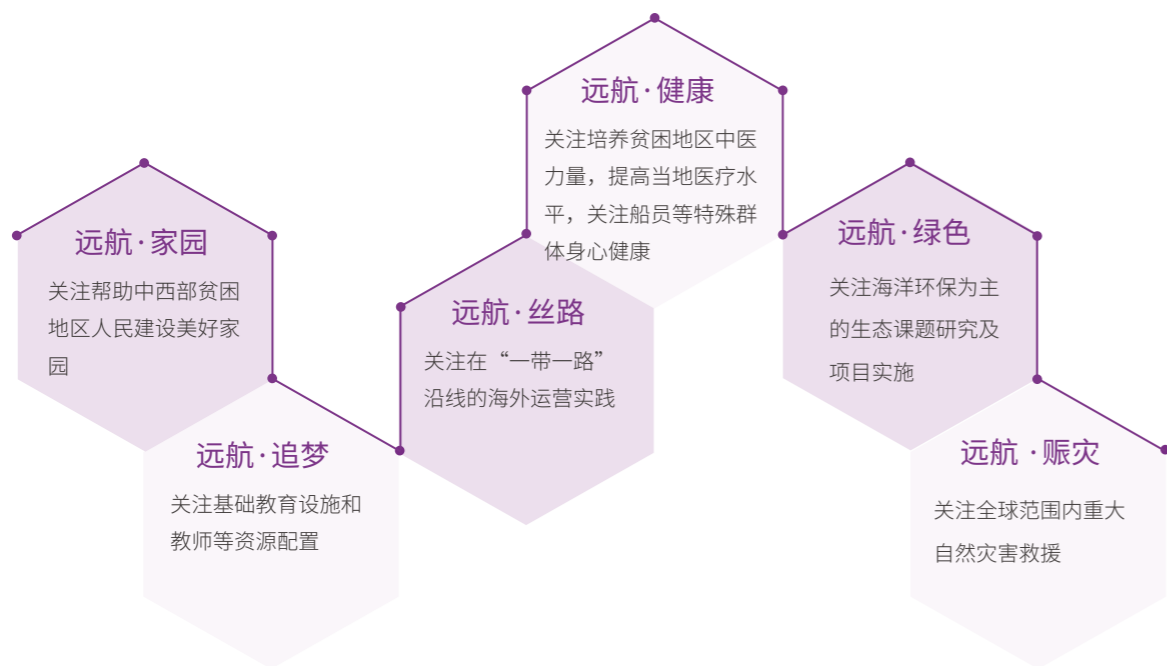 远航·家园
关注帮助中西部贫困
地区人民建设美好家
园
远航·追梦
关注基础教育设施和
教师等资源配置
远航·丝路
关注在“一带一路”
沿线的海外运营实践
远航·健康
关注培养贫困地区中医
力量，提高当地医疗水
平，关注船员等特殊群
体身心健康
远航·绿色
关注海洋环保为主
的生态课题研究及
项目实施
远航 ·赈灾
关注全球范围内重大
自然灾害救援